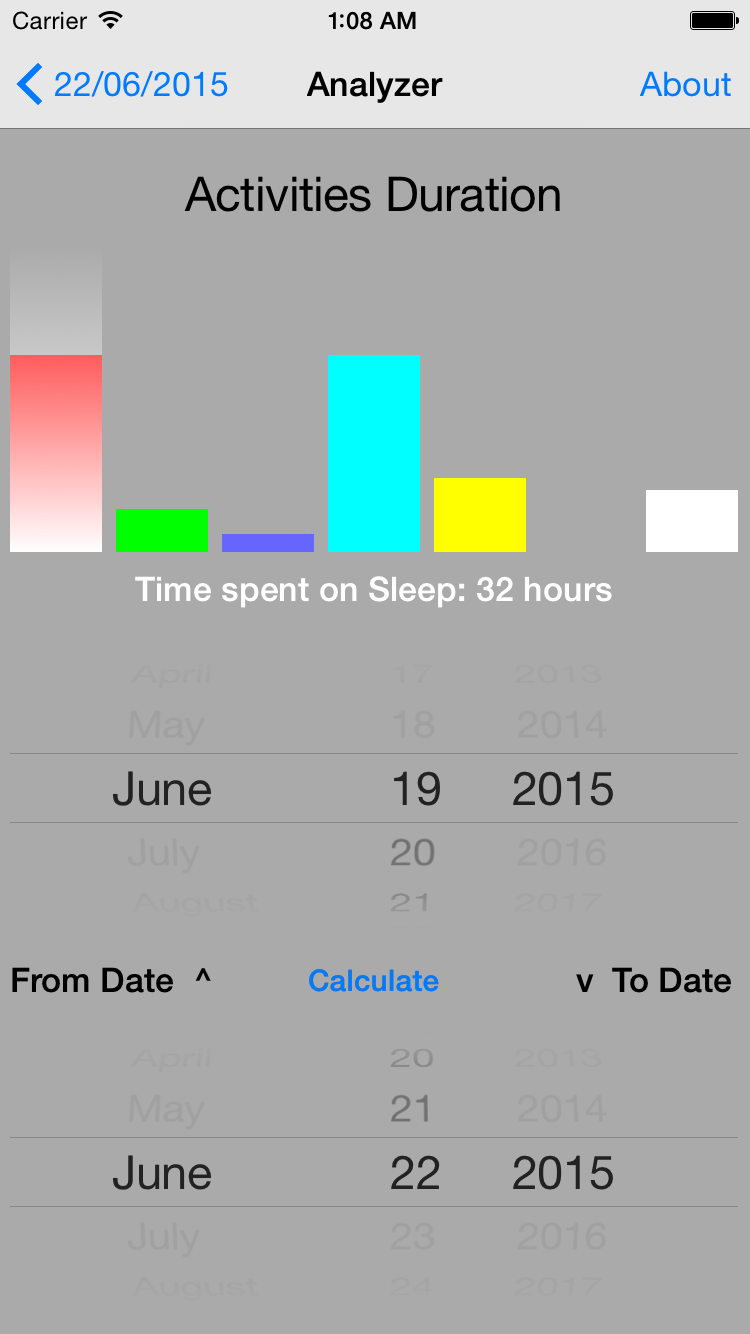 Carrier 1:08 AM
22/06/2015 Analyzer About
Activities Duration
Time spent on Sleep: 32 hours
April 17 2013
May 18 2014
June 19 2015
July 20 2016
August 21 2017
From Date ^ Calculate v To Date
April 20 2013
May 21 2014
June 22 2015
July 23 2016
August 24 2017